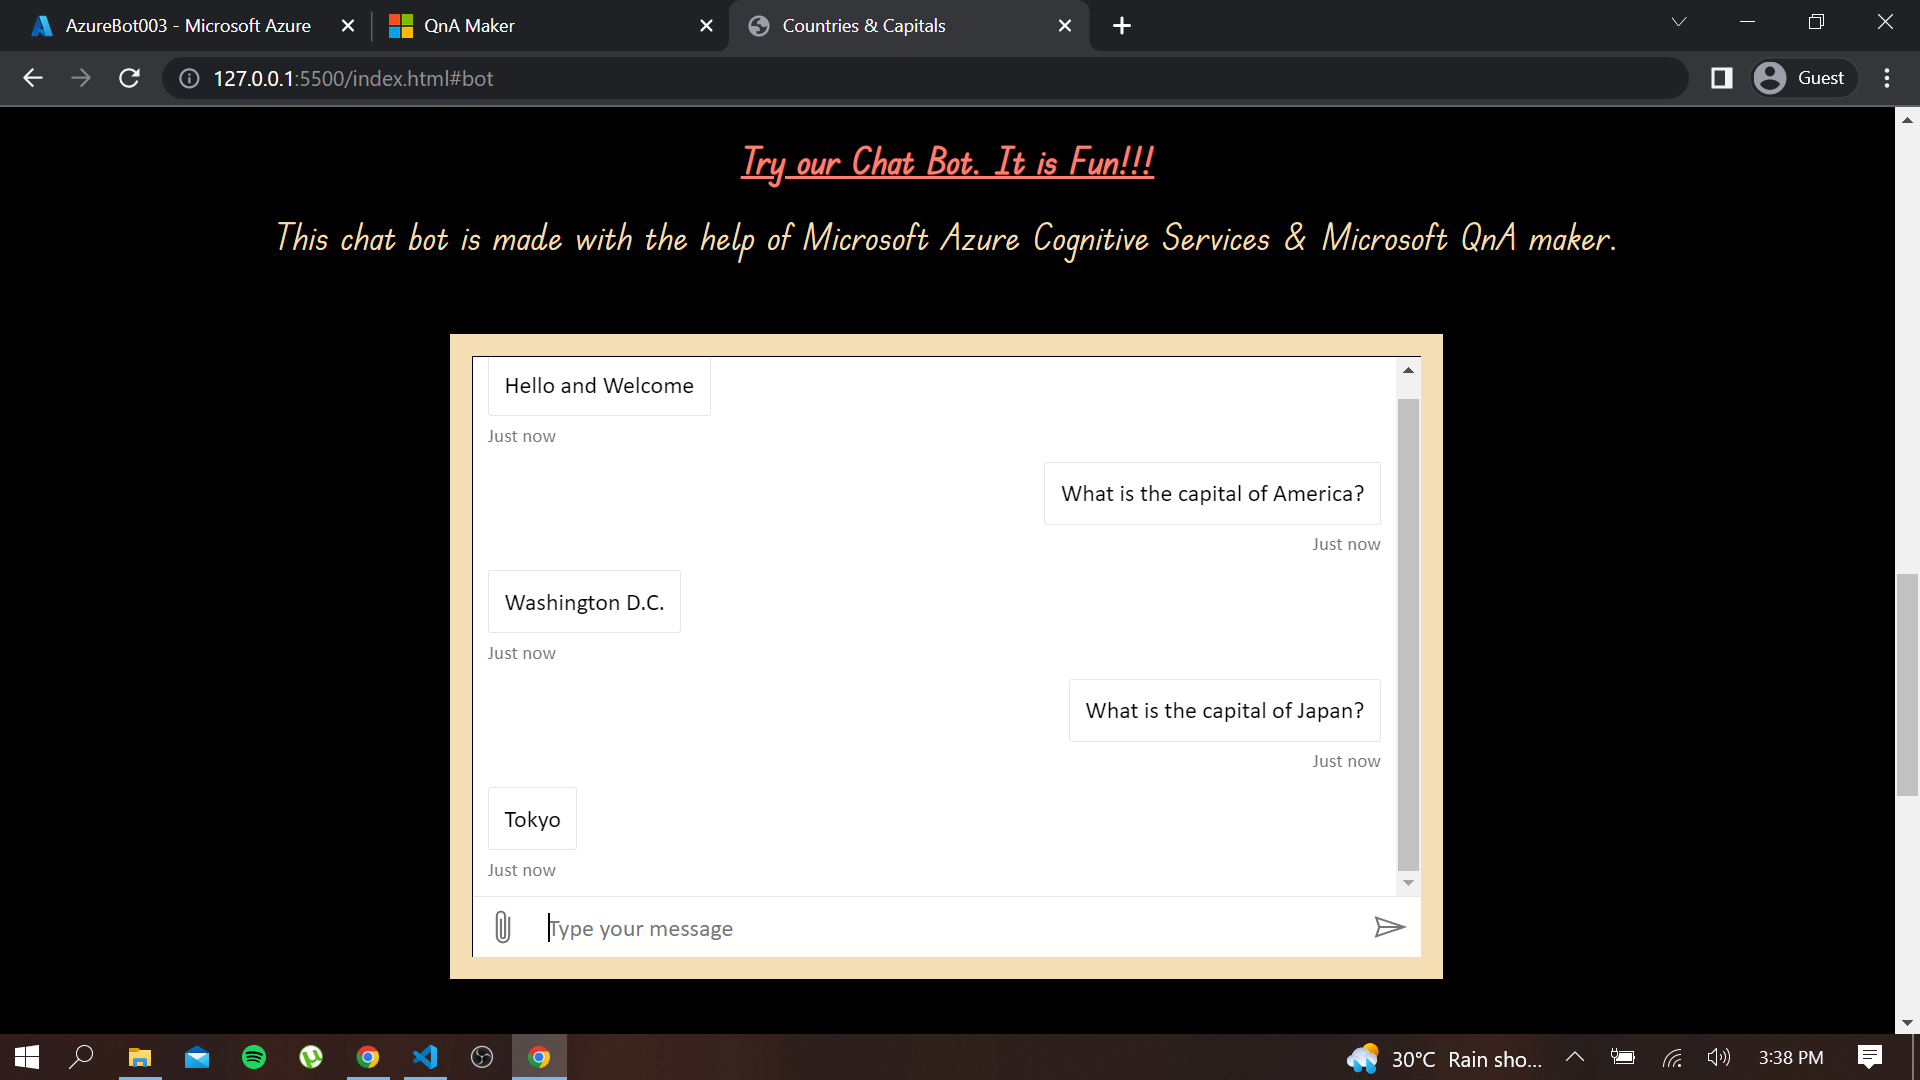 AzureBot003 - Microsoft Azure
QnA Maker
Countries & Capitals
127.0.0.1:5500/index.html#bot
Guest
Try our Chat Bot. It is Fun!!!
This chat bot is made with the help of Microsoft Azure Cognitive Services & Microsoft QnA maker.
Hello and Welcome
Just now
What is the capital of America?
Just now
Washington D.C.
Just now
What is the capital of Japan?
Just now
Tokyo
Just now
Type your message
30°C Rain sho...
3:38 PM